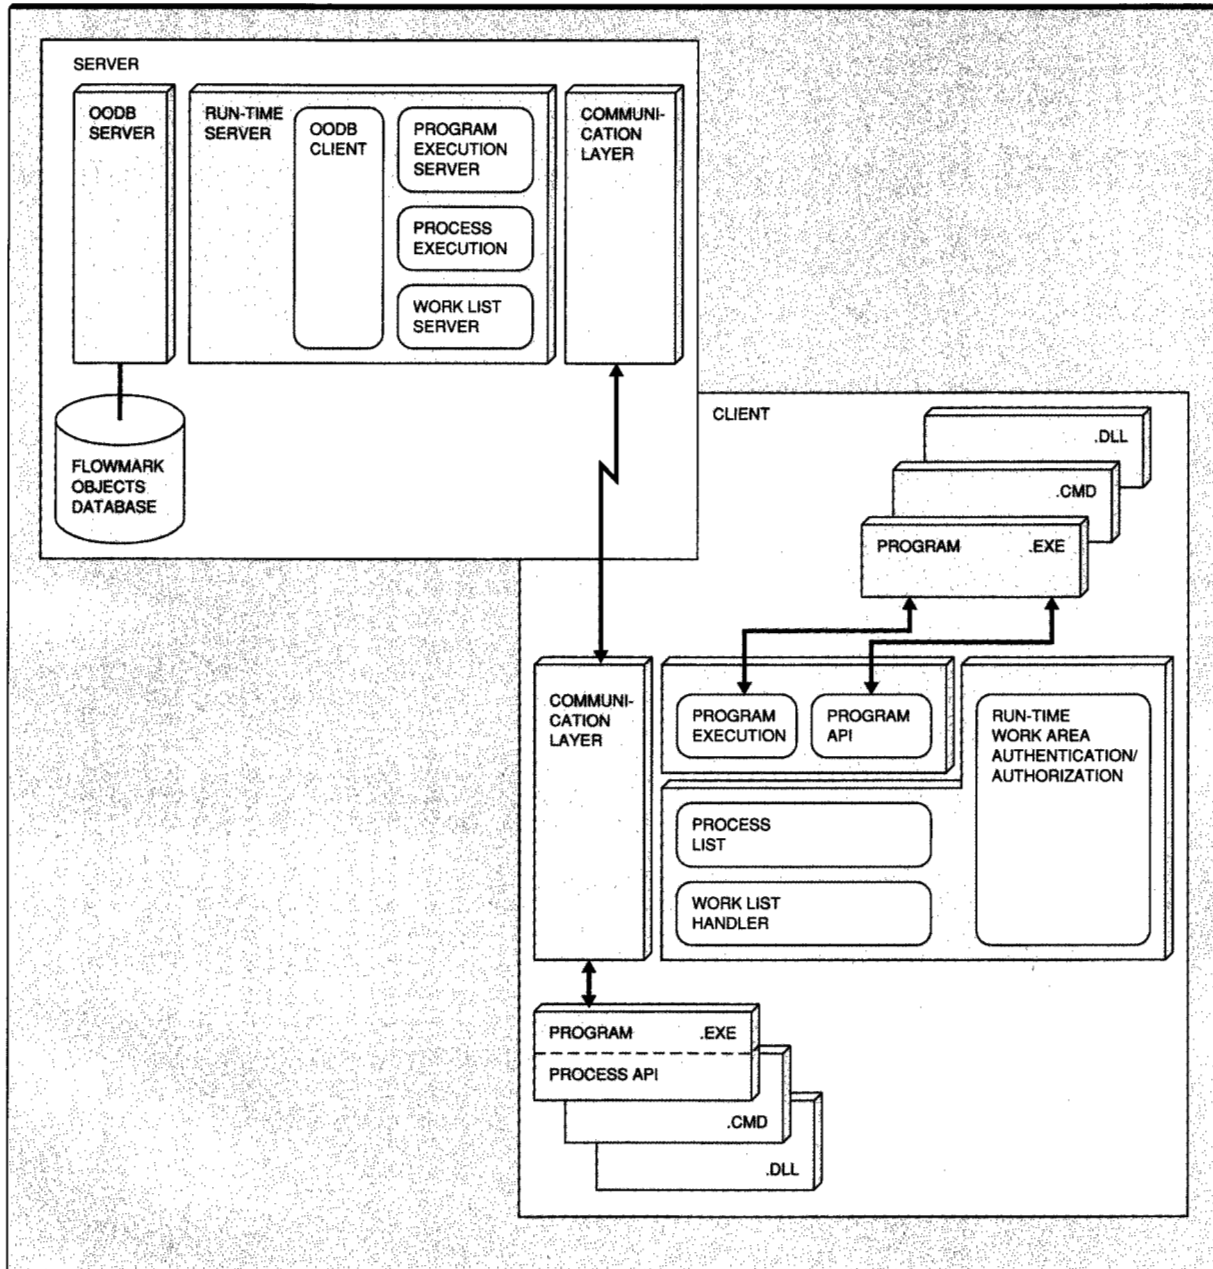 SERVER
OODB
SERVER
RUN-TIME
SERVER
OODB
CLIENT
PROGRAM
EXECUTION
SERVER
PROCESS
EXECUTION
WORK LIST
SERVER
COMMUNI-
CATION
LAYER
FLOWMARK
OBJECTS
DATABASE
CLIENT
.DLL
.CMD
PROGRAM .EXE
COMMUNI-
CATION
LAYER
PROGRAM
EXECUTION
PROGRAM
API
RUN-TIME
WORK AREA
AUTHENTICATION/
AUTHORIZATION
PROCESS
LIST
WORK LIST
HANDLER
PROGRAM .EXE
PROCESS API
.CMD
.DLL